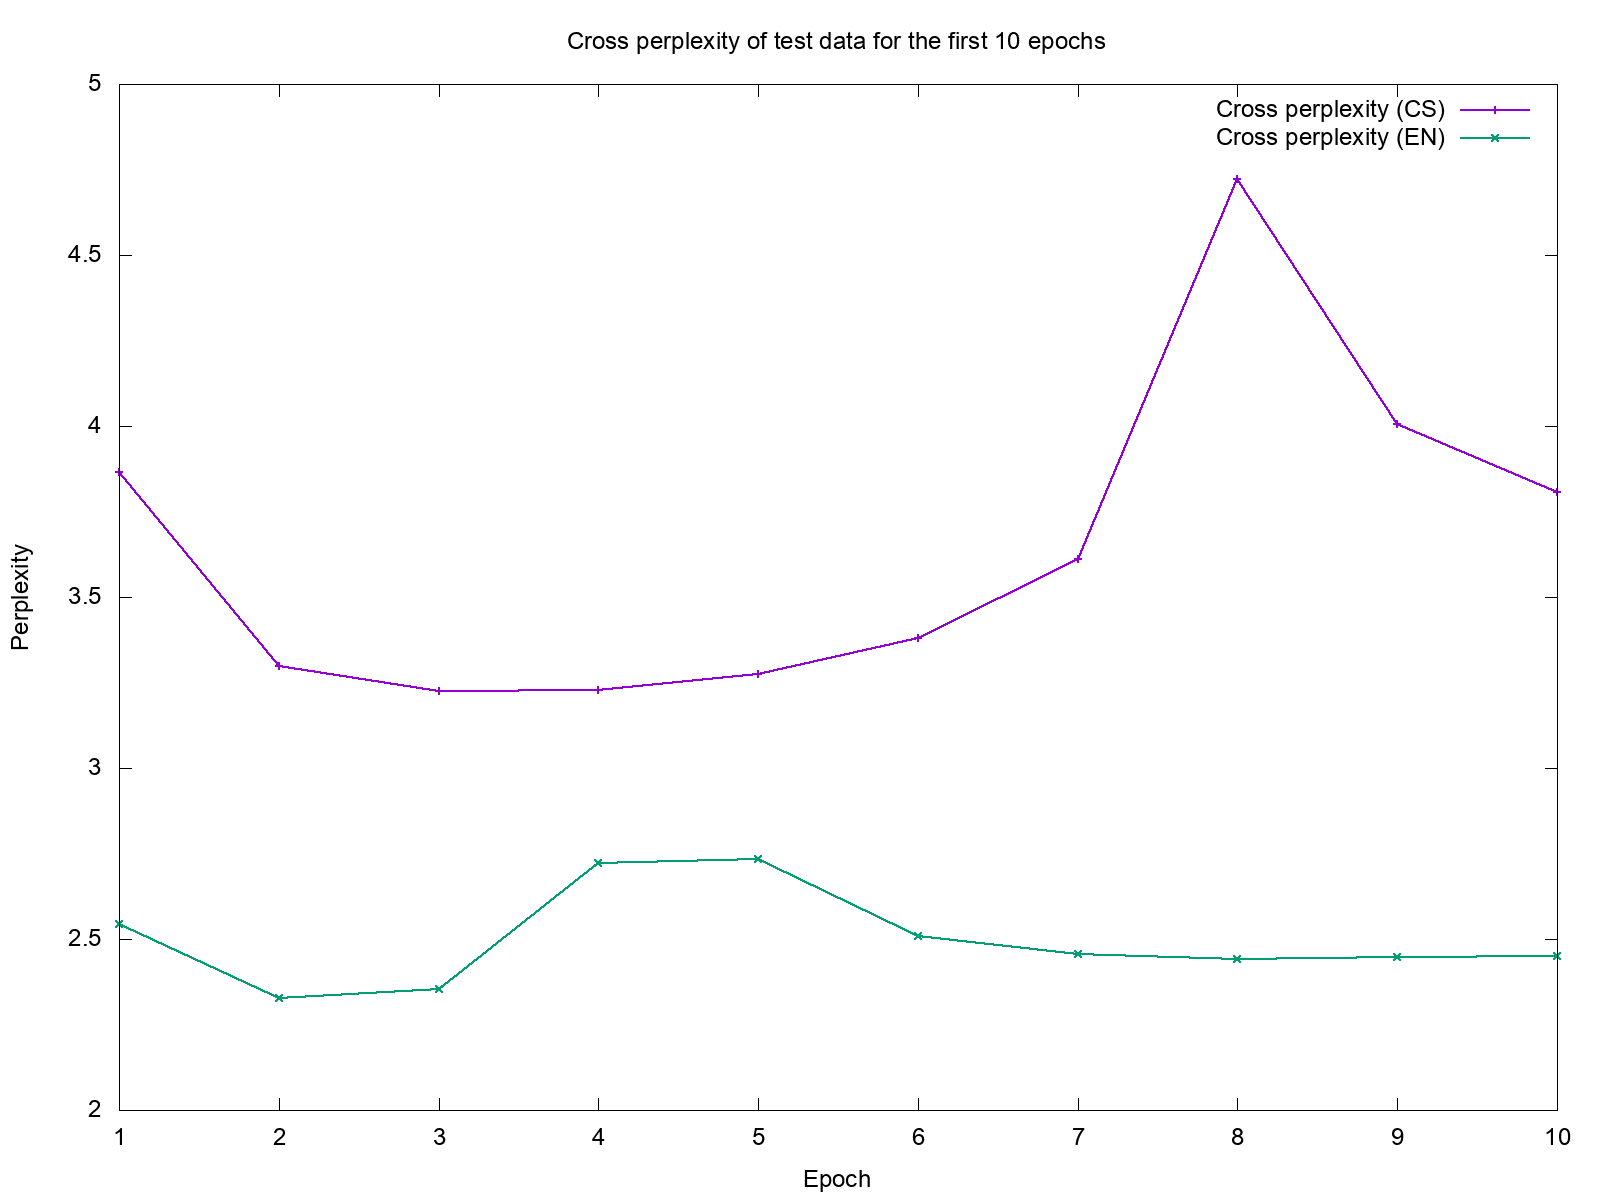 Cross perplexity of test data for the first 10 epochs
Cross perplexity (CS)
Cross perplexity (EN)
5
4.5
4
3.5
3
2.5
2
Perplexity
1 2 3 4 5 6 7 8 9 10
Epoch